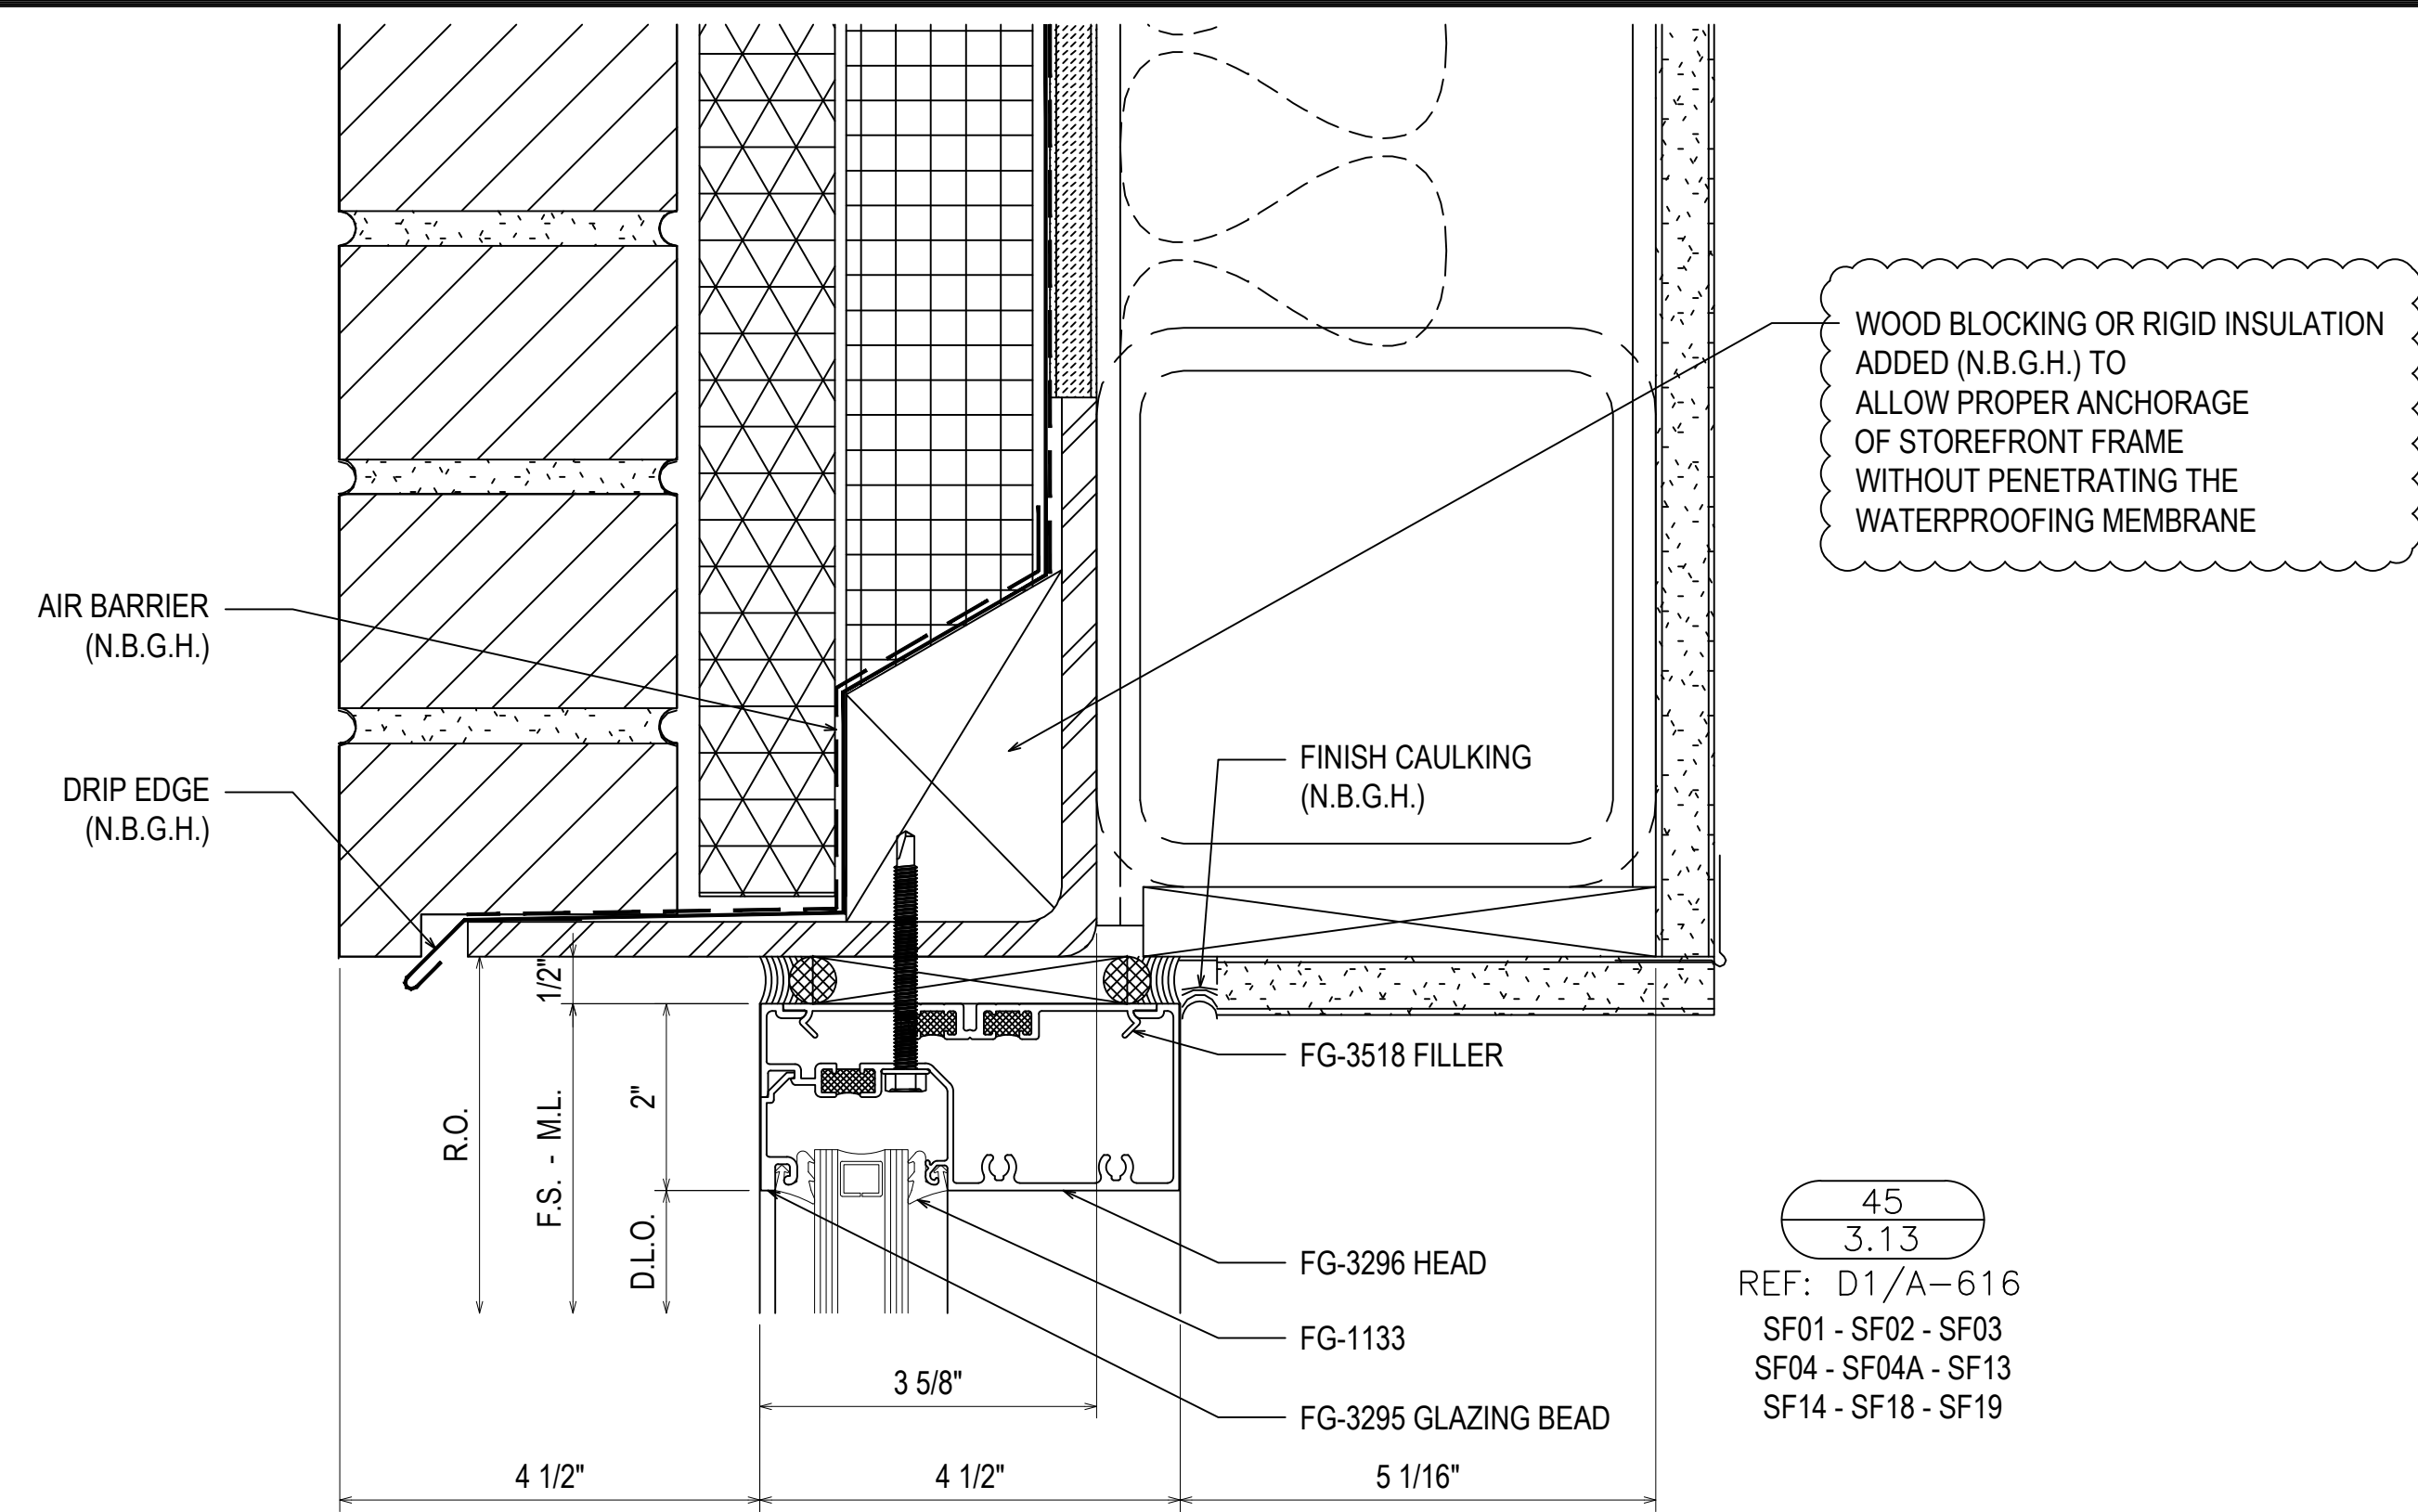 WOOD BLOCKING OR RIGID INSULATION
ADDED (N.B.G.H.) TO
ALLOW PROPER ANCHORAGE
OF STOREFRONT FRAME
WITHOUT PENETRATING THE
WATERPROOFING MEMBRANE
AIR BARRIER
(N.B.G.H.)
DRIP EDGE
(N.B.G.H.)
FINISH CAULKING
(N.B.G.H.)
1/2"
2"
R.O.
F.S. - M.L.
D.L.O.
FG-3518 FILLER
FG-3296 HEAD
FG-1133
FG-3295 GLAZING BEAD
3 5/8"
4 1/2"
4 1/2"
5 1/16"
45
3.13
REF: D1/A-616
SF01 - SF02 - SF03
SF04 - SF04A - SF13
SF14 - SF18 - SF19